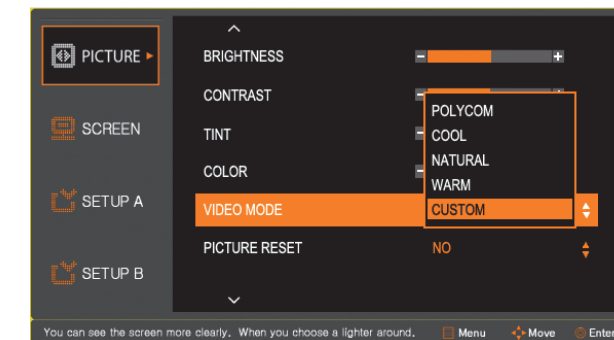 PICTURE
SCREEN
SETUP A
SETUP B
BRIGHTNESS
CONTRAST
TINT
COLOR
VIDEO MODE
PICTURE RESET
NO
POLYCOM
COOL
NATURAL
WARM
CUSTOM
You can see the screen more clearly. When you choose a lighter around.
Menu
Move
Enter